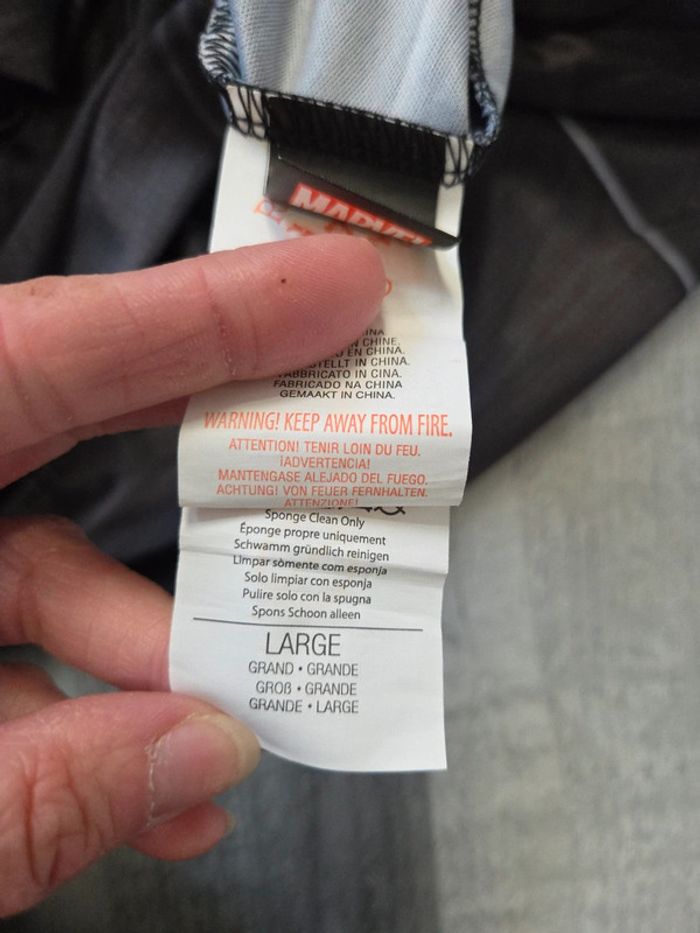 MARVEL
CHINE.
EN CHINA.
IN CHINA.
FABBRICATO IN CINA.
FABRICADO NA CHINA
GEMAAKT IN CHINA.
WARNING! KEEP AWAY FROM FIRE.
ATTENTION! TENIR LOIN DU FEU.
¡ADVERTENCIA!
MANTENGASE ALEJADO DEL FUEGO.
ACHTUNG! VON FEUER FERNHALTEN.
ATTENZIONE!
Sponge Clean Only
Éponge propre uniquement
Schwamm gründlich reinigen
Limpar sòmente com esponja
Solo limpiar con esponja
Pulire solo con la spugna
Spons Schoon alleen
LARGE
GRAND • GRANDE
GROß • GRANDE
GRANDE • LARGE